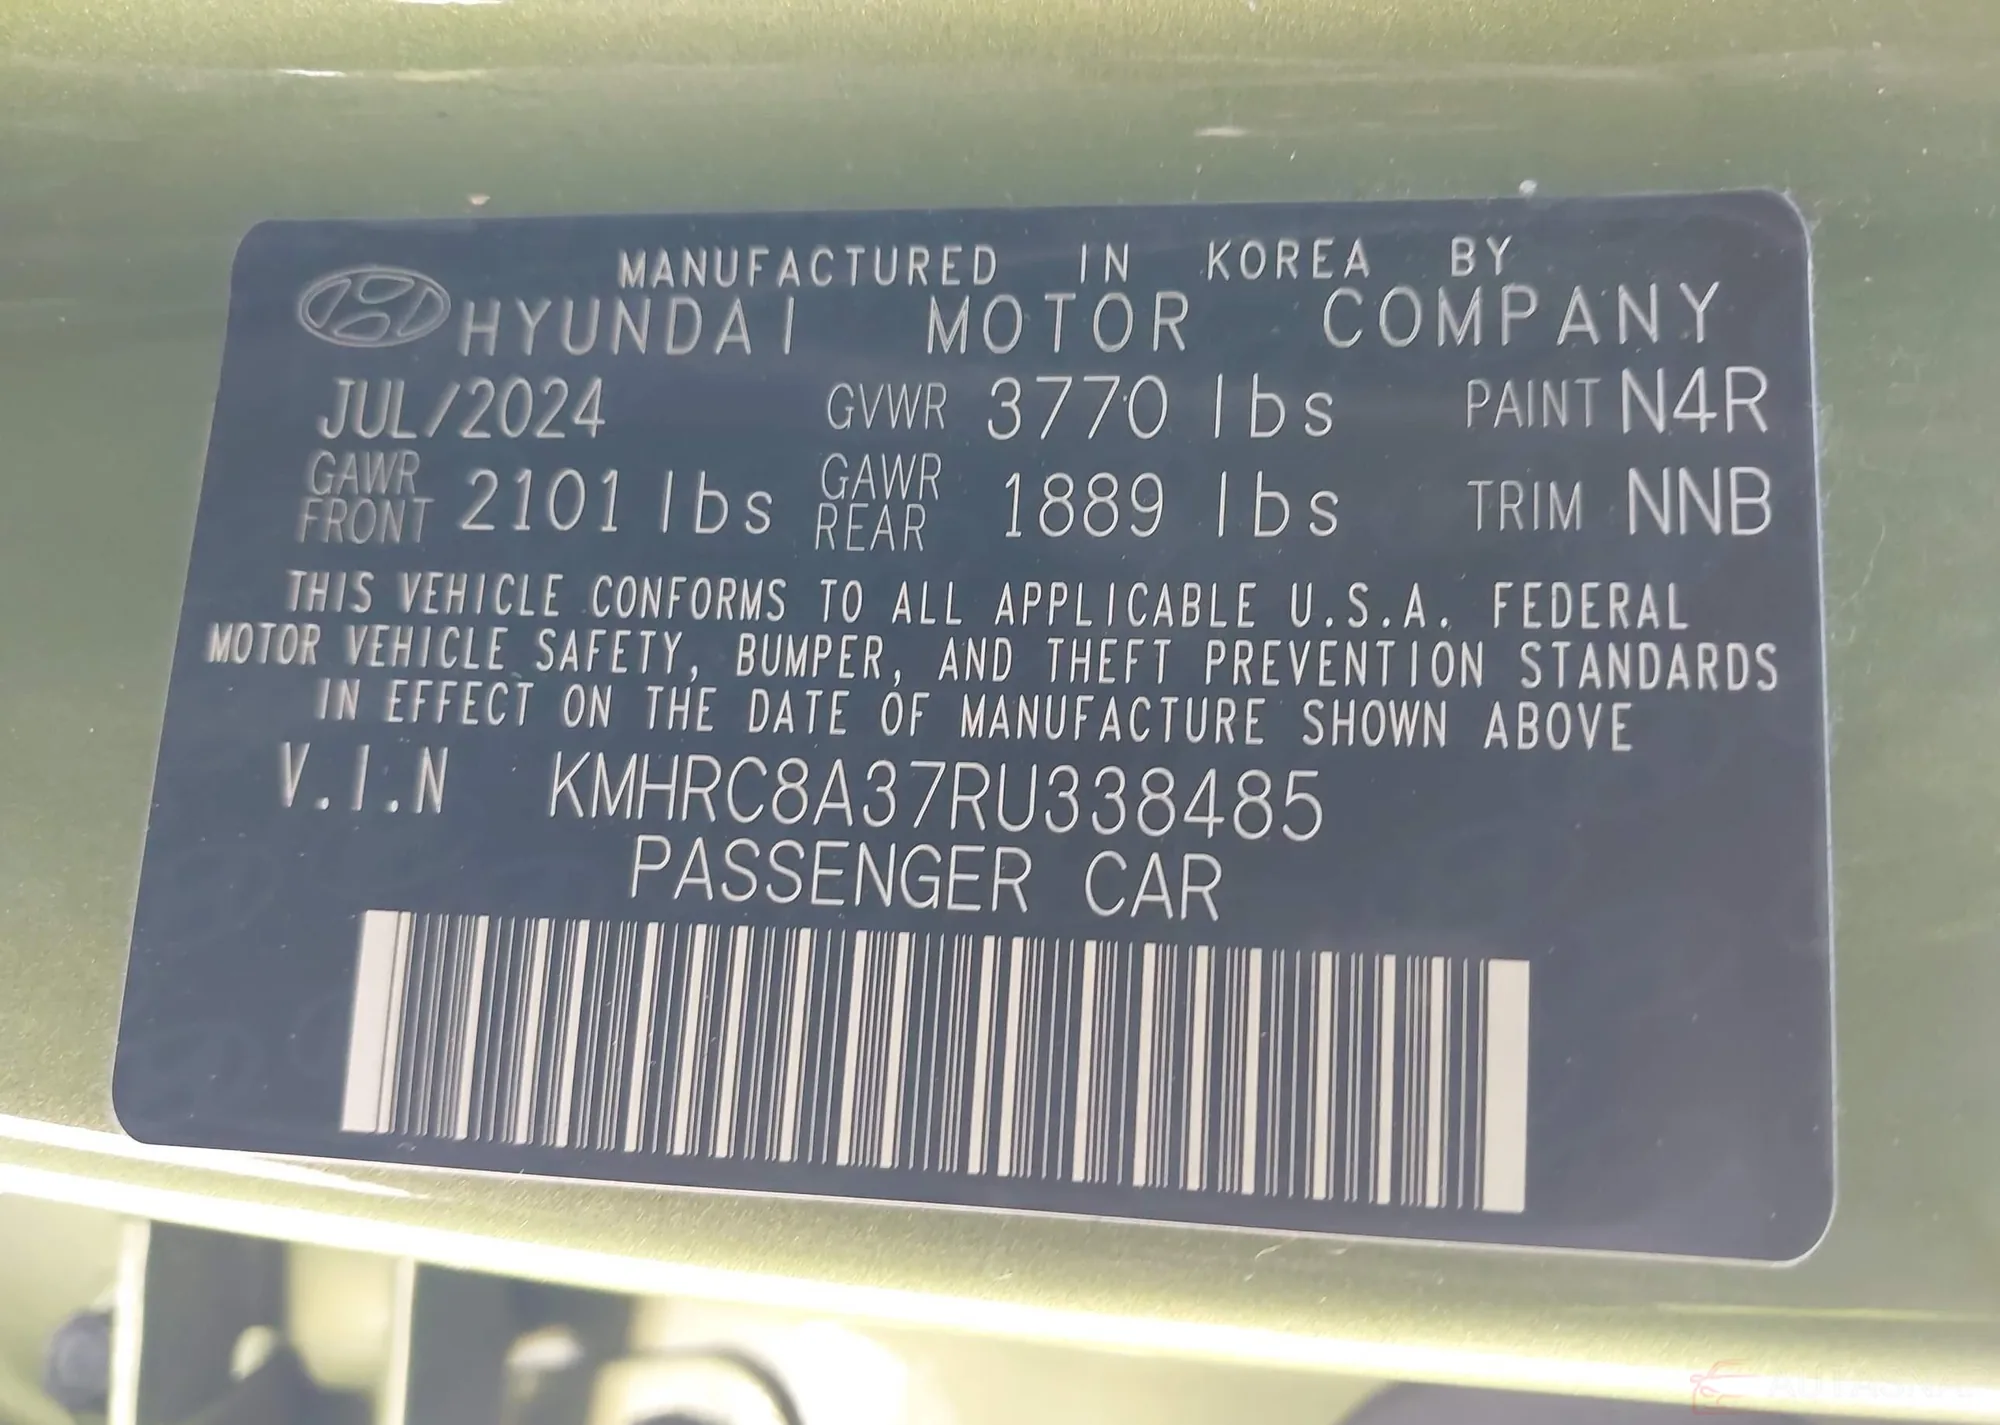 MANUFACTURED IN KOREA BY
HYUNDAI MOTOR COMPANY
JUL/2024 GVWR 3770 lbs PAINT N4R
GAWR FRONT 2101 lbs GAWR REAR 1889 lbs TRIM NNB
THIS VEHICLE CONFORMS TO ALL APPLICABLE U.S.A. FEDERAL
MOTOR VEHICLE SAFETY, BUMPER, AND THEFT PREVENTION STANDARDS
IN EFFECT ON THE DATE OF MANUFACTURE SHOWN ABOVE
V.I.N KMHRC8A37RU338485
PASSENGER CAR